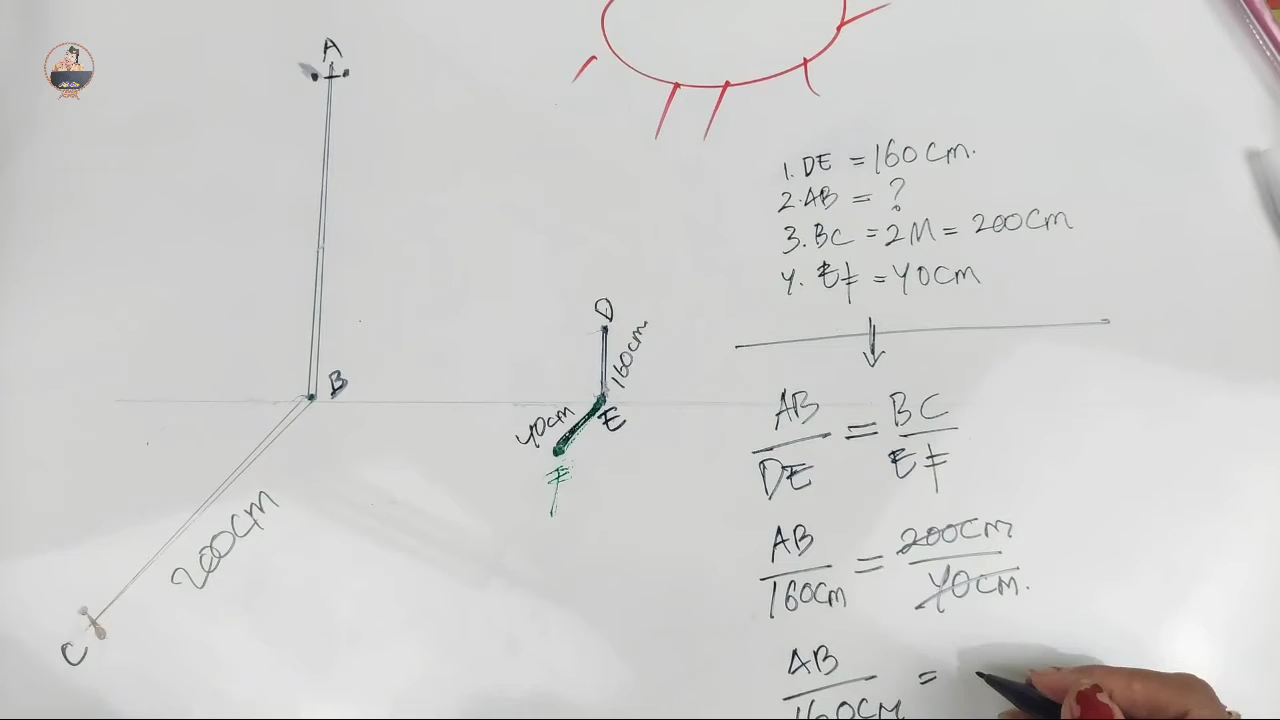 A
B
200cm
C
D
160cm
E
40cm
F
1. DE = 160 cm.
2. AB = ?
3. BC = 2M = 200cm
4. EF = 40cm
AB/DE = BC/EF
AB/160cm = 200cm/40cm.
AB/160cm =